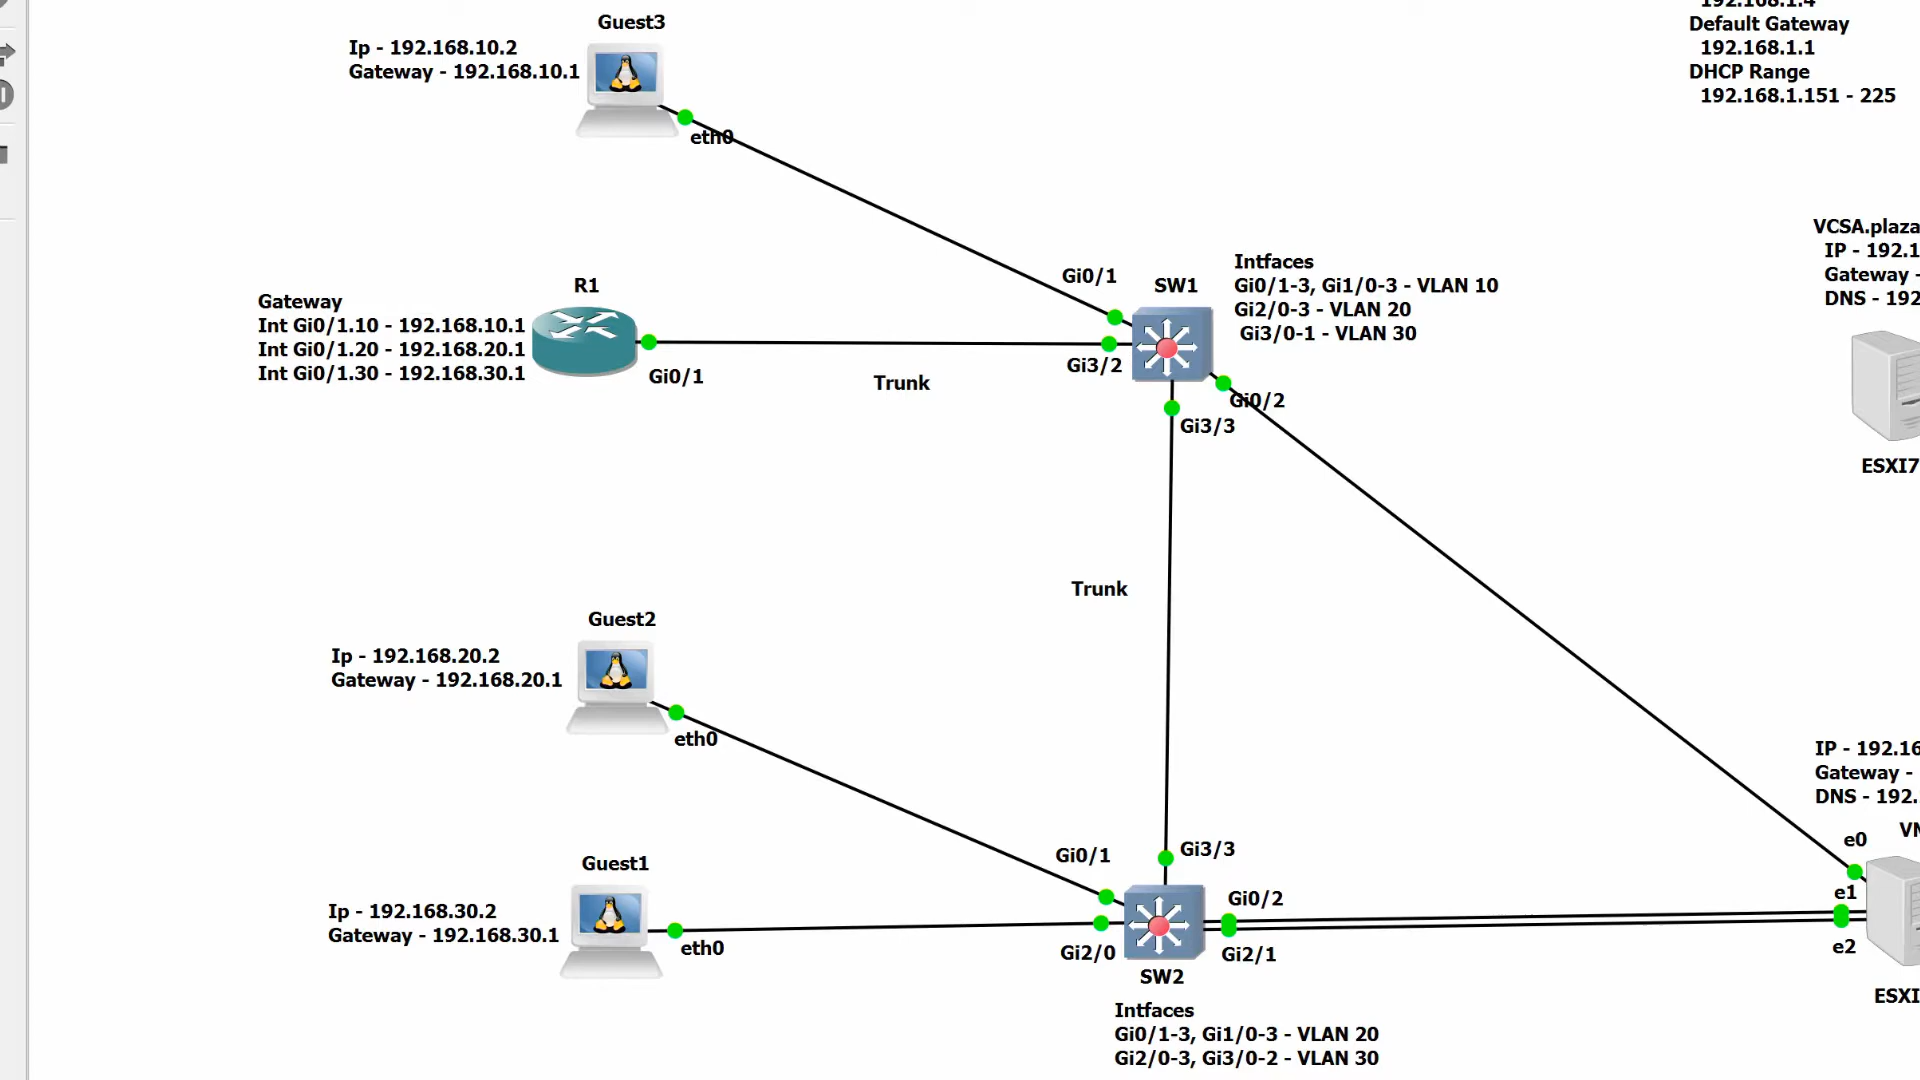 Guest3
Ip - 192.168.10.2
Gateway - 192.168.10.1
eth0
192.168.1.4
Default Gateway
192.168.1.1
DHCP Range
192.168.1.151 - 225
R1
Gateway
Int Gi0/1.10 - 192.168.10.1
Int Gi0/1.20 - 192.168.20.1
Int Gi0/1.30 - 192.168.30.1
Gi0/1
Trunk
Gi0/1
SW1
Gi3/2
Gi0/2
Gi3/3
Intfaces
Gi0/1-3, Gi1/0-3 - VLAN 10
Gi2/0-3 - VLAN 20
Gi3/0-1 - VLAN 30
VCSA.plaza
IP - 192.1
Gateway -
DNS - 192
ESXI7
Trunk
Guest2
Ip - 192.168.20.2
Gateway - 192.168.20.1
eth0
IP - 192.16
Gateway -
DNS - 192.
VM
e0
e1
e2
ESXI
Guest1
Ip - 192.168.30.2
Gateway - 192.168.30.1
eth0
Gi0/1
Gi3/3
Gi0/2
Gi2/0
Gi2/1
SW2
Intfaces
Gi0/1-3, Gi1/0-3 - VLAN 20
Gi2/0-3, Gi3/0-2 - VLAN 30